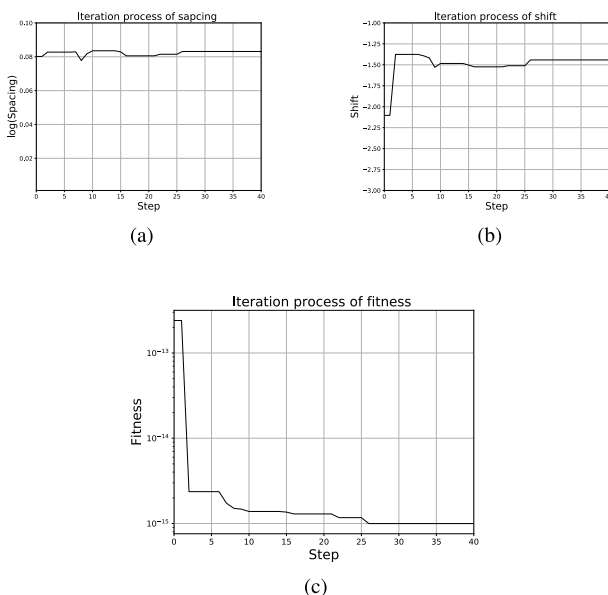 Iteration process of sapcing
0.10
0.08
0.06
0.04
0.02
log(Spacing)
0 5 10 15 20 25 30 35 40
Step
(a)
Iteration process of shift
−1.00
−1.25
−1.50
−1.75
−2.00
−2.25
−2.50
−2.75
−3.00
Shift
0 5 10 15 20 25 30 35 40
Step
(b)
Iteration process of fitness
10⁻¹³
10⁻¹⁴
10⁻¹⁵
Fitness
0 5 10 15 20 25 30 35 40
Step
(c)